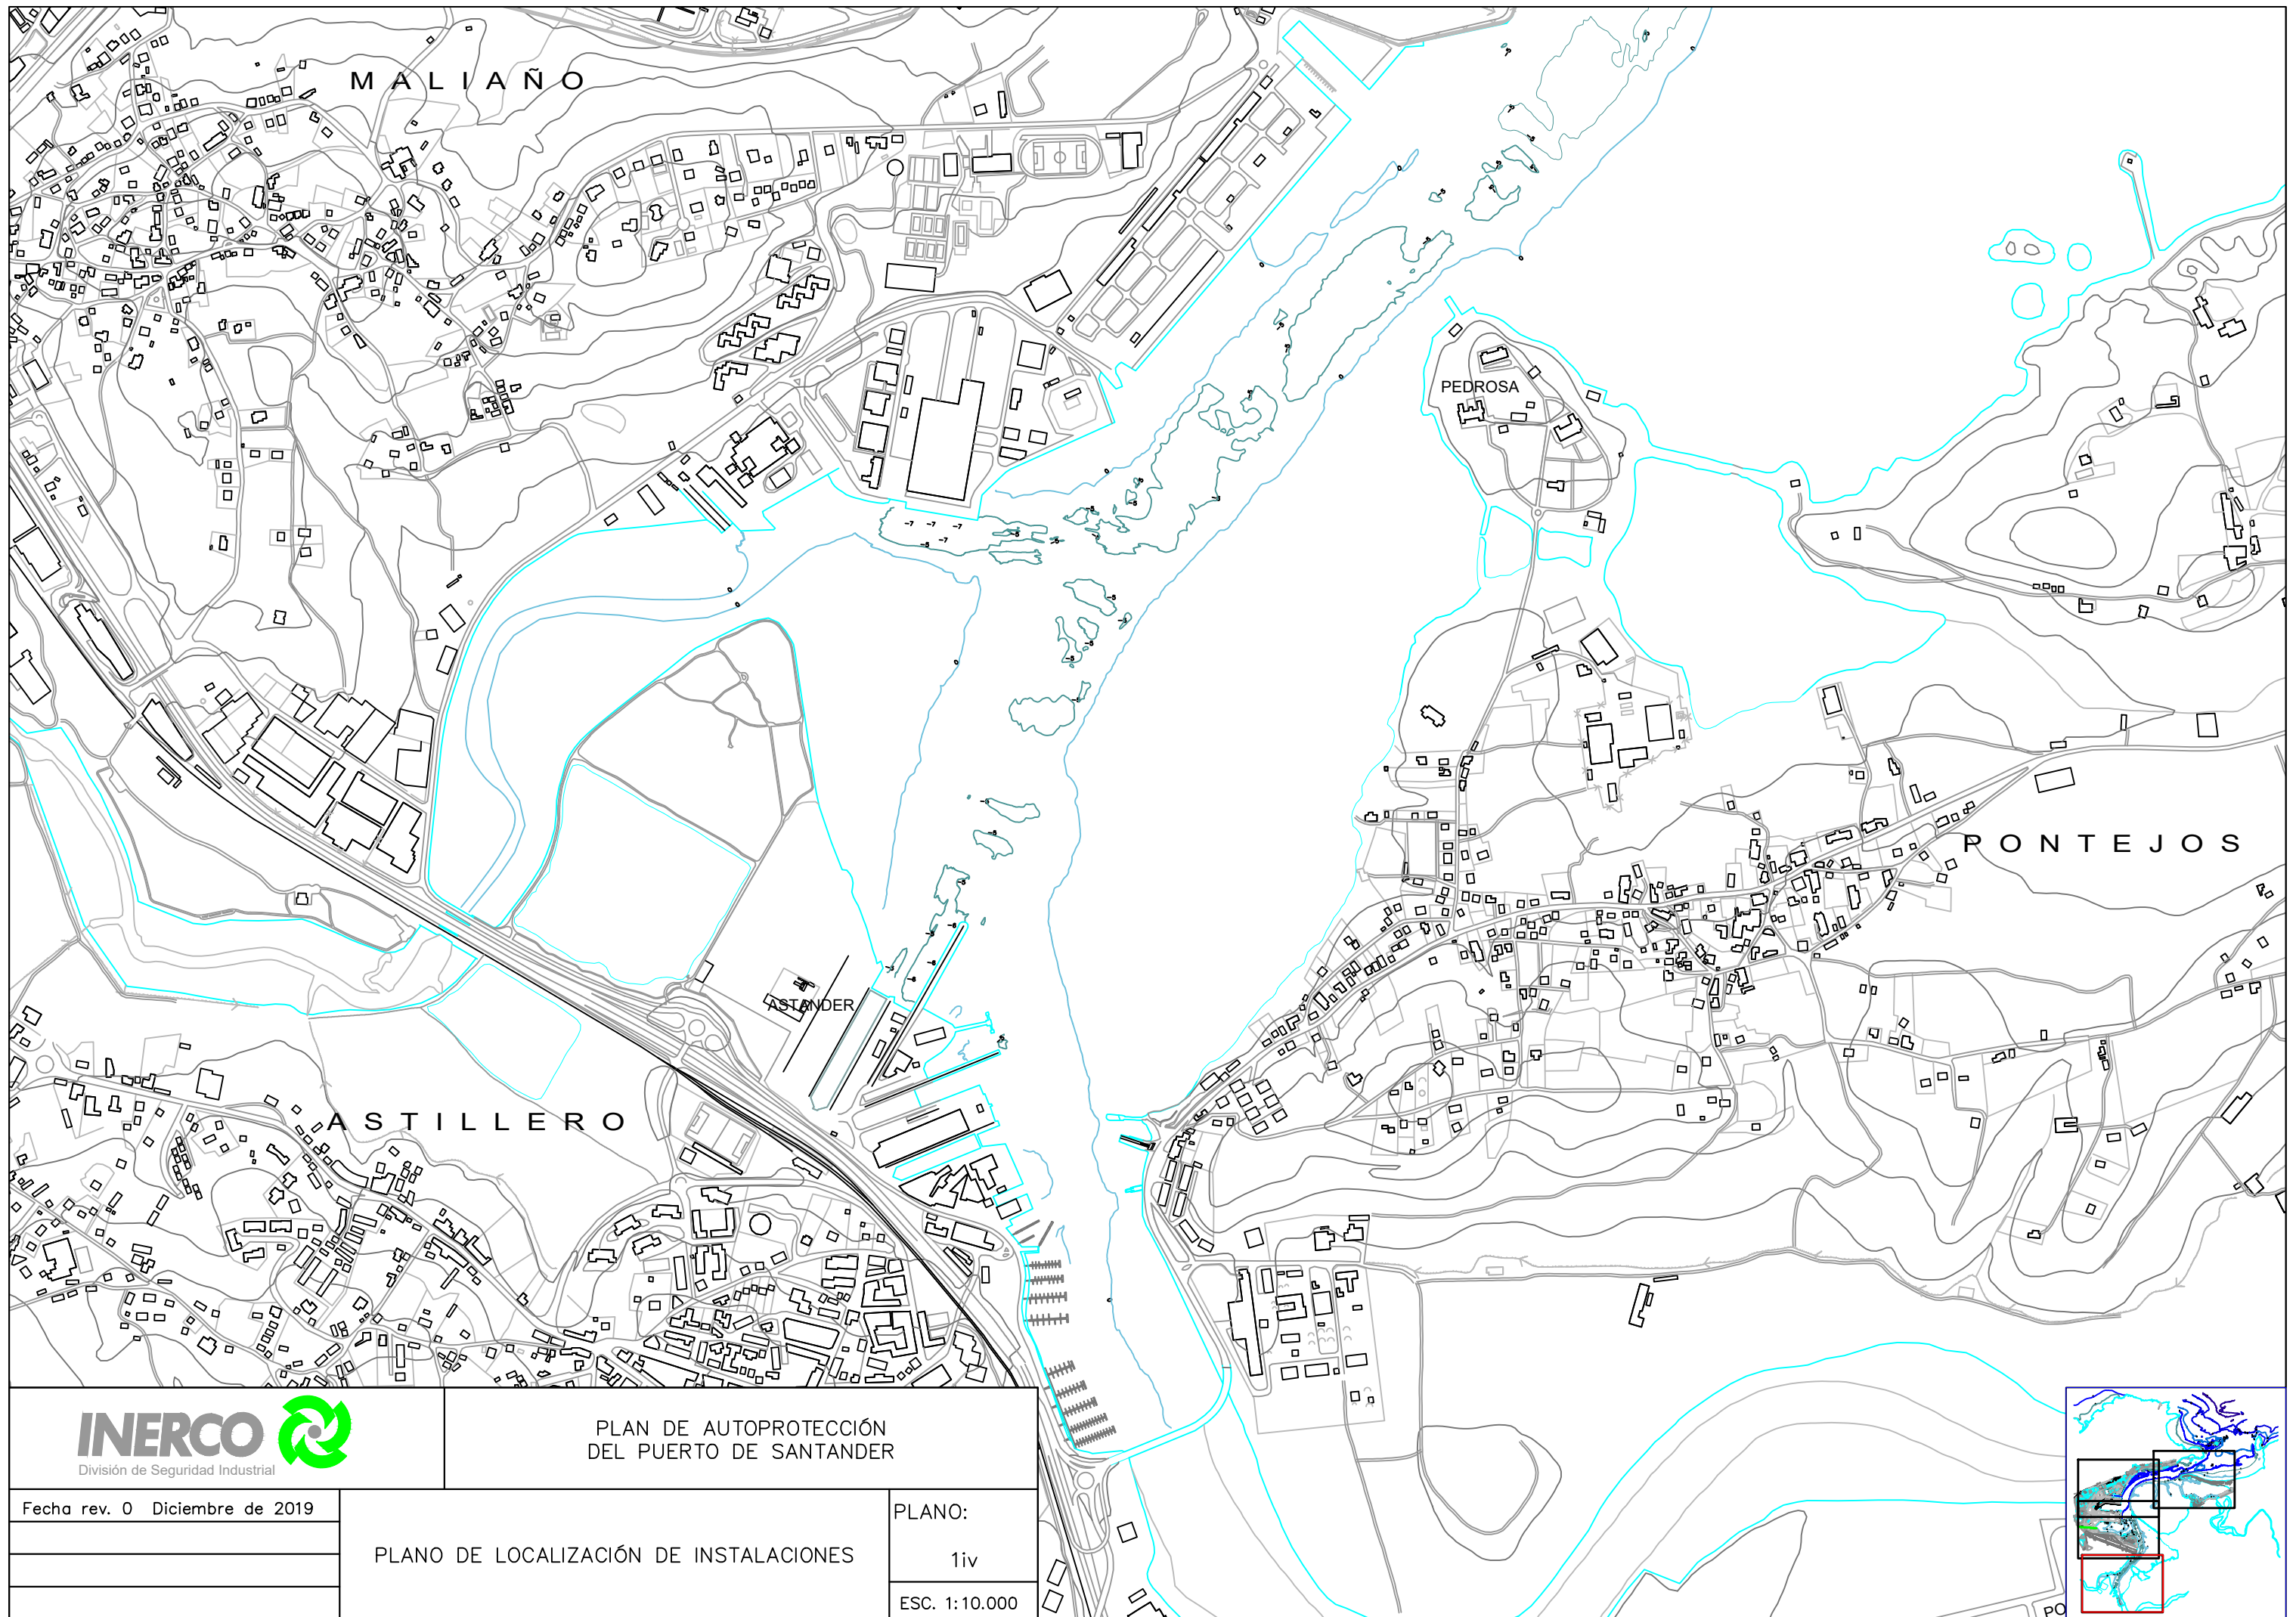 MALIAÑO
PEDROSA
PONTEJOS
ASTANDER
ASTILLERO
INERCO
División de Seguridad Industrial
PLAN DE AUTOPROTECCIÓN
DEL PUERTO DE SANTANDER
Fecha rev. 0 Diciembre de 2019
PLANO DE LOCALIZACIÓN DE INSTALACIONES
PLANO:
1iv
ESC. 1:10.000
PO